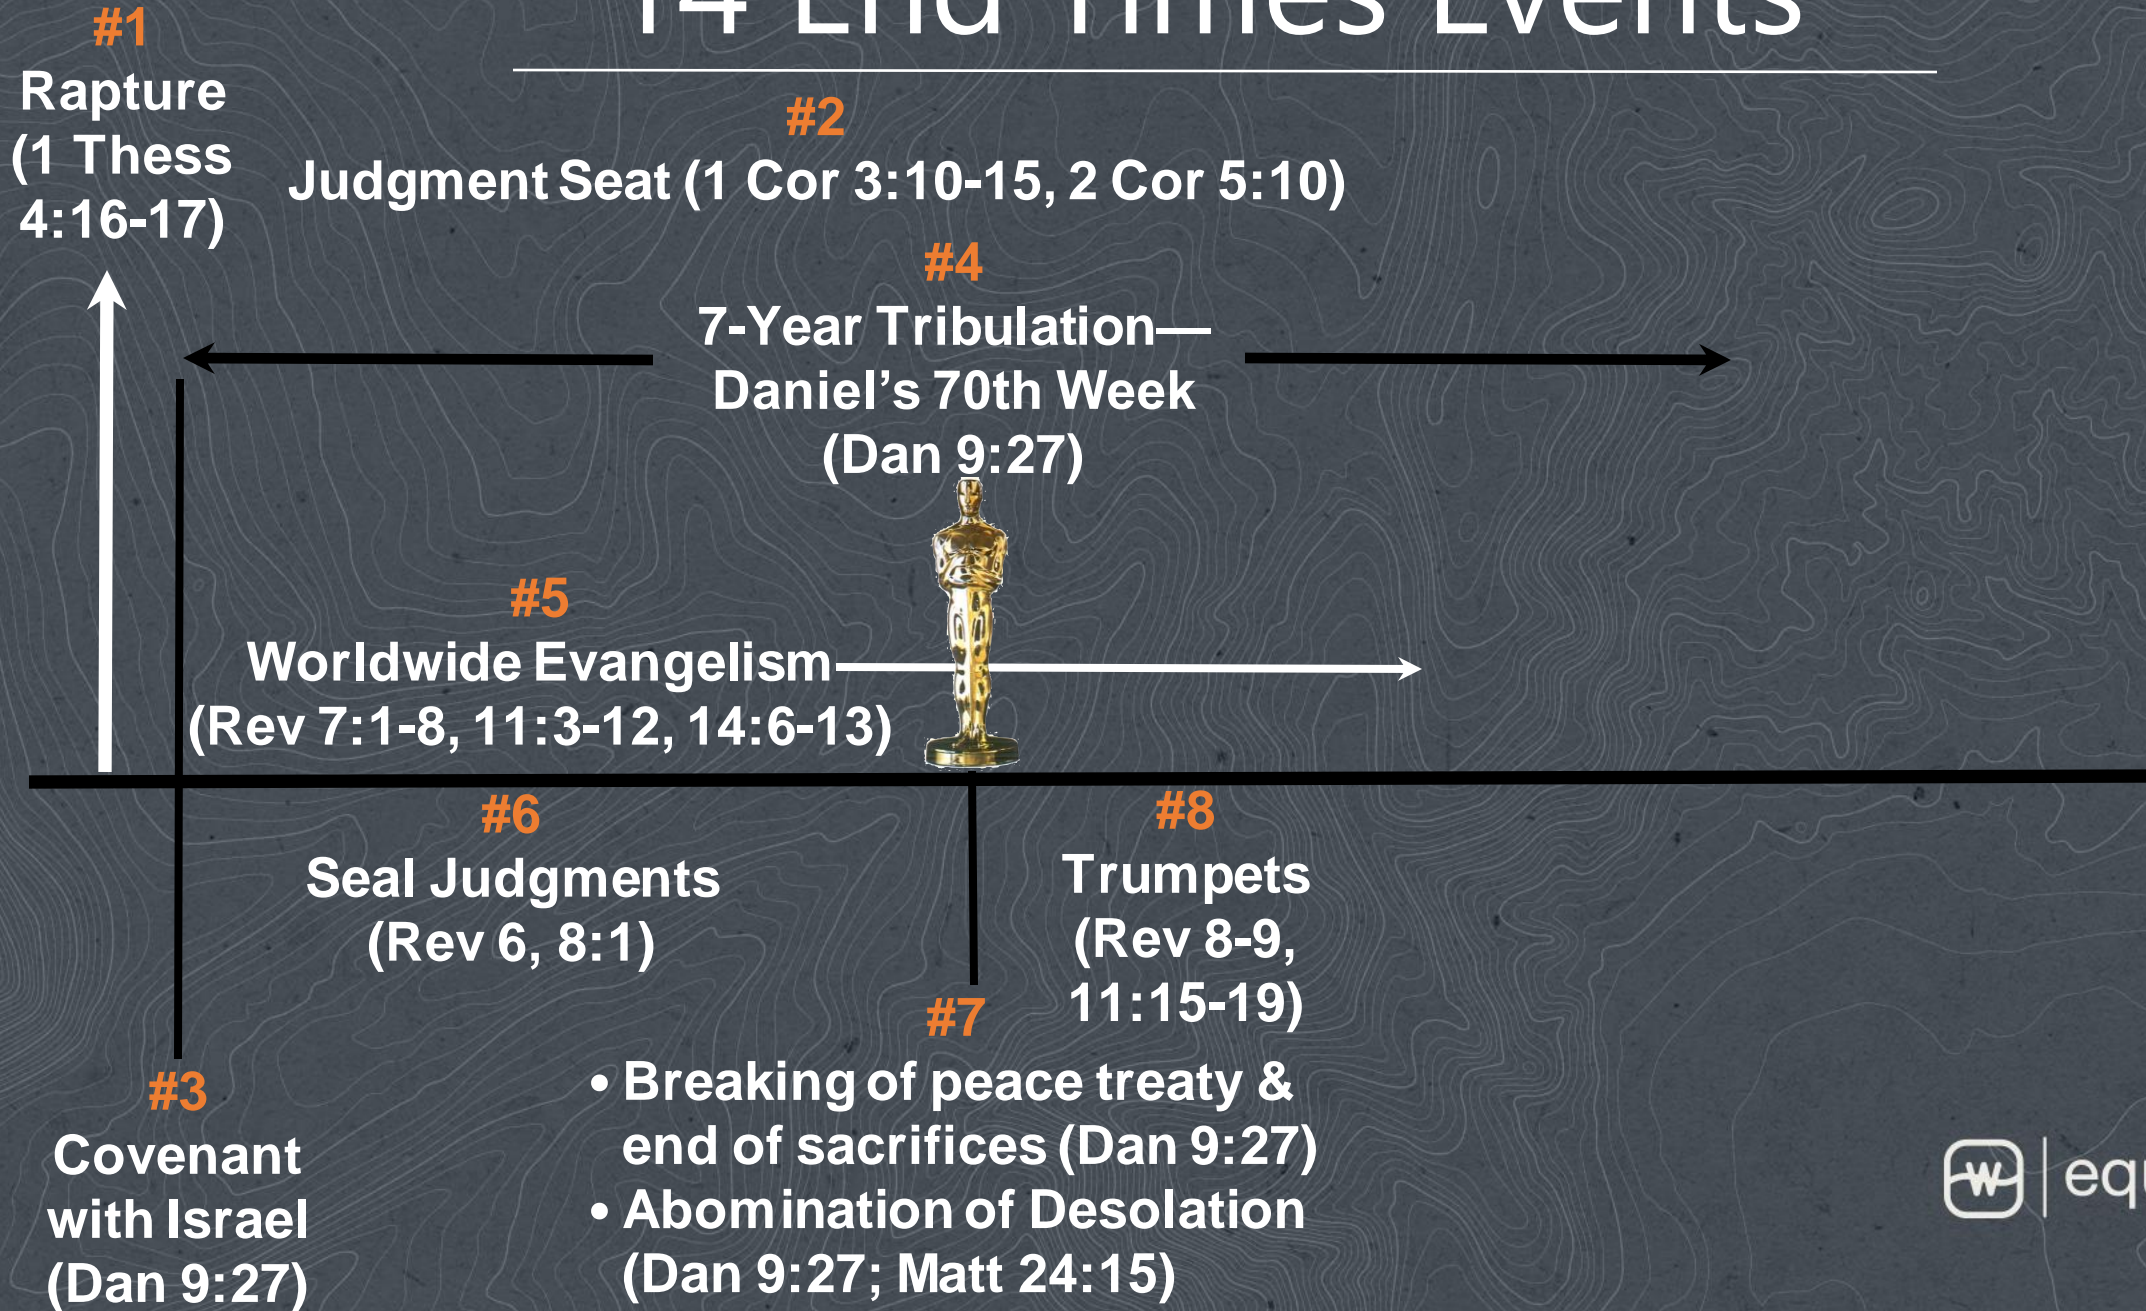 14 End Times Events
#1
Rapture
(1 Thess
4:16-17)
#2
Judgment Seat (1 Cor 3:10-15, 2 Cor 5:10)
#4
7-Year Tribulation—
Daniel’s 70th Week
(Dan 9:27)
#5
Worldwide Evangelism
(Rev 7:1-8, 11:3-12, 14:6-13)
#6
Seal Judgments
(Rev 6, 8:1)
#8
Trumpets
(Rev 8-9,
11:15-19)
#3
Covenant
with Israel
(Dan 9:27)
#7
• Breaking of peace treaty &
end of sacrifices (Dan 9:27)
• Abomination of Desolation
(Dan 9:27; Matt 24:15)
W